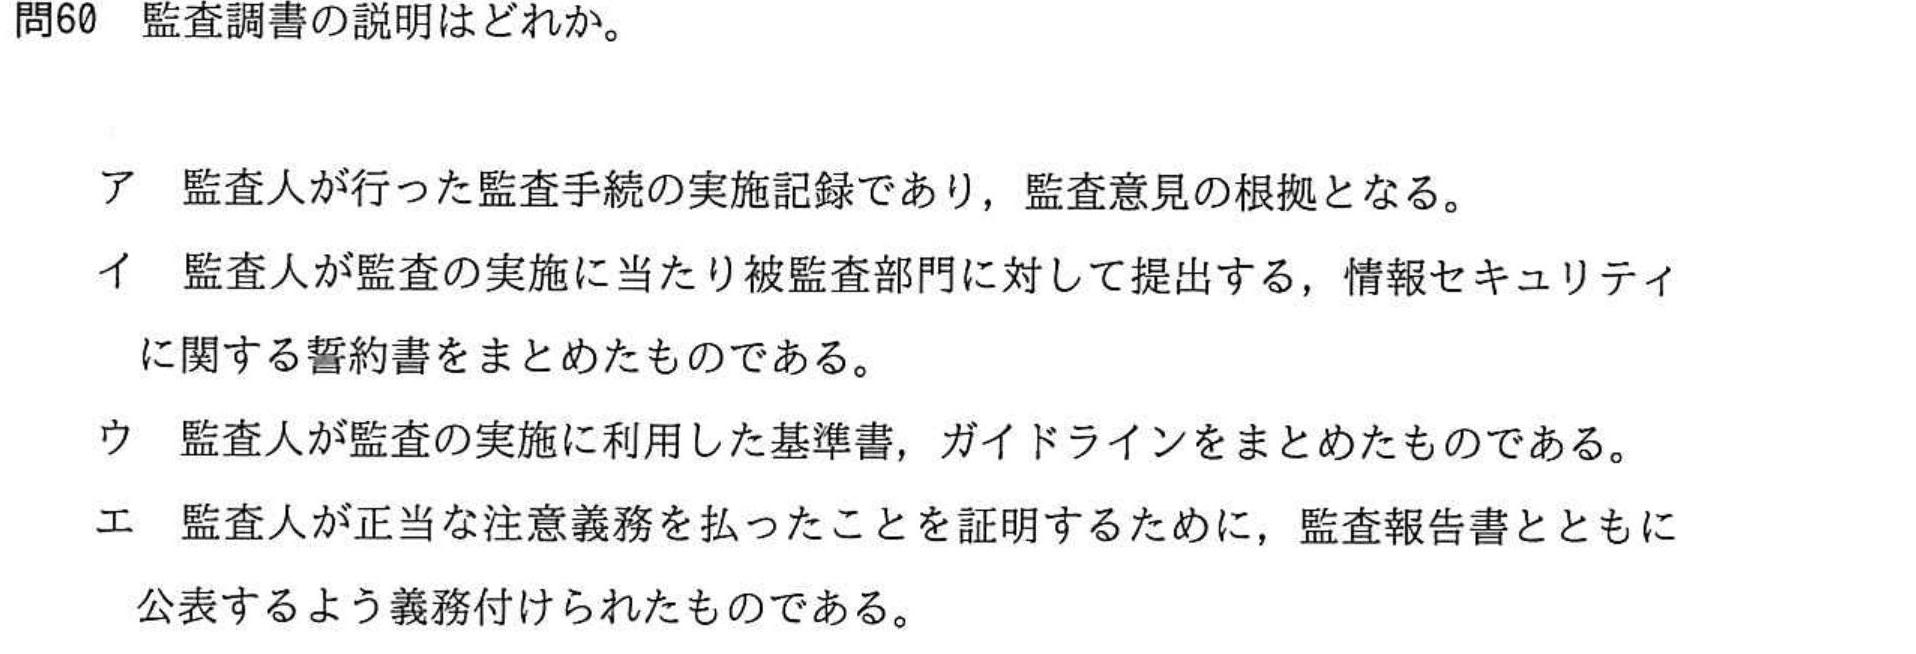 問60　監査調書の説明はどれか。
ア　監査人が行った監査手続の実施記録であり，監査意見の根拠となる。
イ　監査人が監査の実施に当たり被監査部門に対して提出する，情報セキュリティ
に関する誓約書をまとめたものである。
ウ　監査人が監査の実施に利用した基準書，ガイドラインをまとめたものである。
エ　監査人が正当な注意義務を払ったことを証明するために，監査報告書とともに
公表するよう義務付けられたものである。